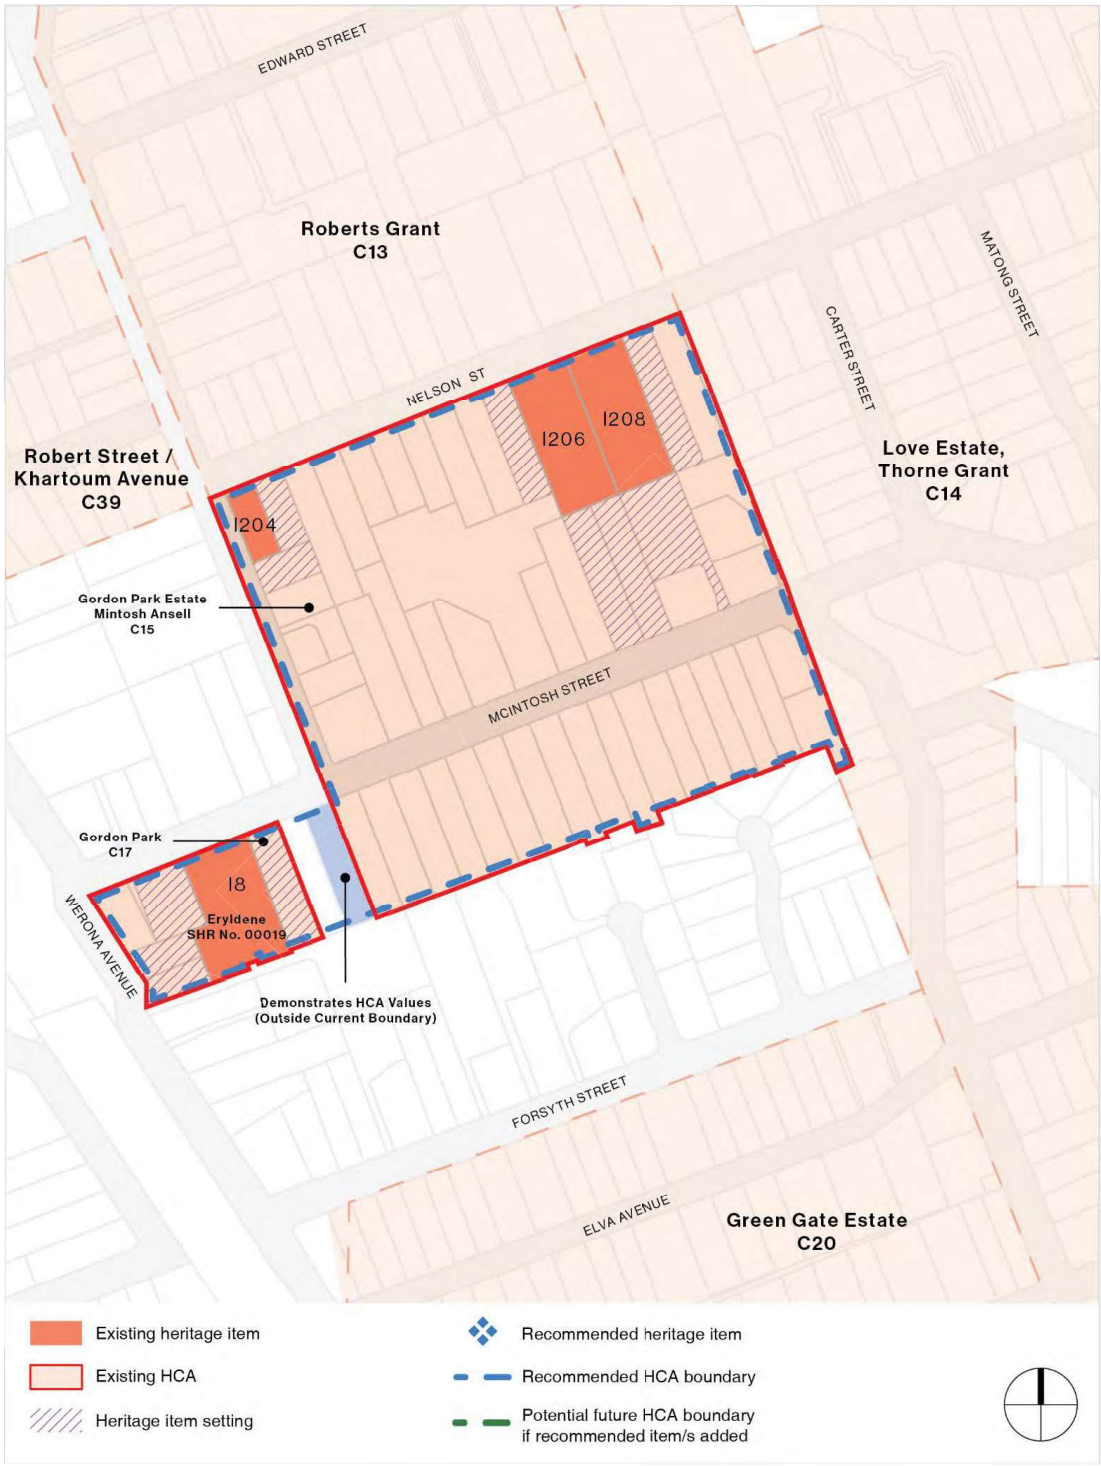 EDWARD STREET
Roberts Grant
C13
MATONG STREET
CARTER STREET
NELSON ST
I208
I206
Robert Street /
Khartoum Avenue
C39
Love Estate,
Thorne Grant
C14
I204
Gordon Park Estate
Mintosh Ansell
C15
MCINTOSH STREET
Gordon Park
C17
I8
Eryldene
SHR No. 00019
WERONA AVENUE
Demonstrates HCA Values
(Outside Current Boundary)
FORSYTH STREET
ELVA AVENUE
Green Gate Estate
C20
Existing heritage item
Existing HCA
Heritage item setting
Recommended heritage item
Recommended HCA boundary
Potential future HCA boundary
if recommended item/s added